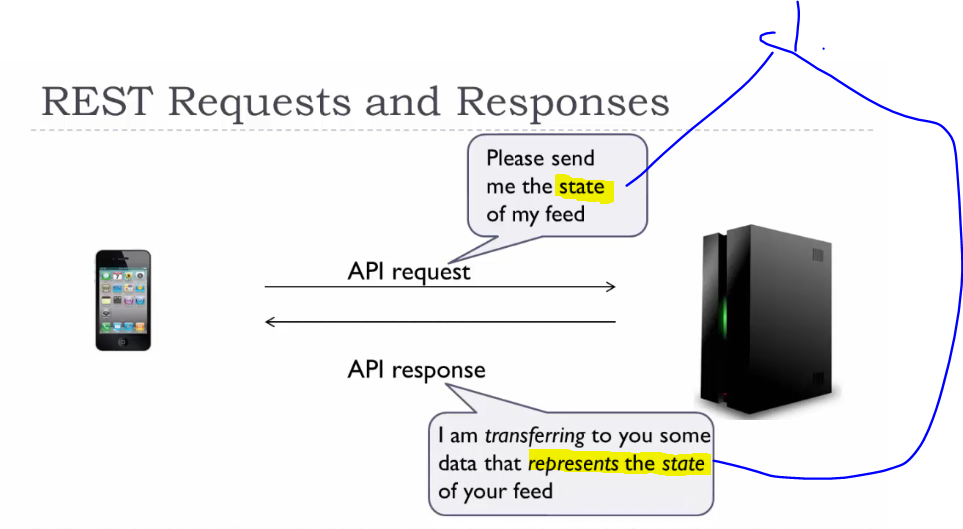 REST Requests and Responses
Please send
me the state
of my feed
API request
API response
I am transferring to you some
data that represents the state
of your feed